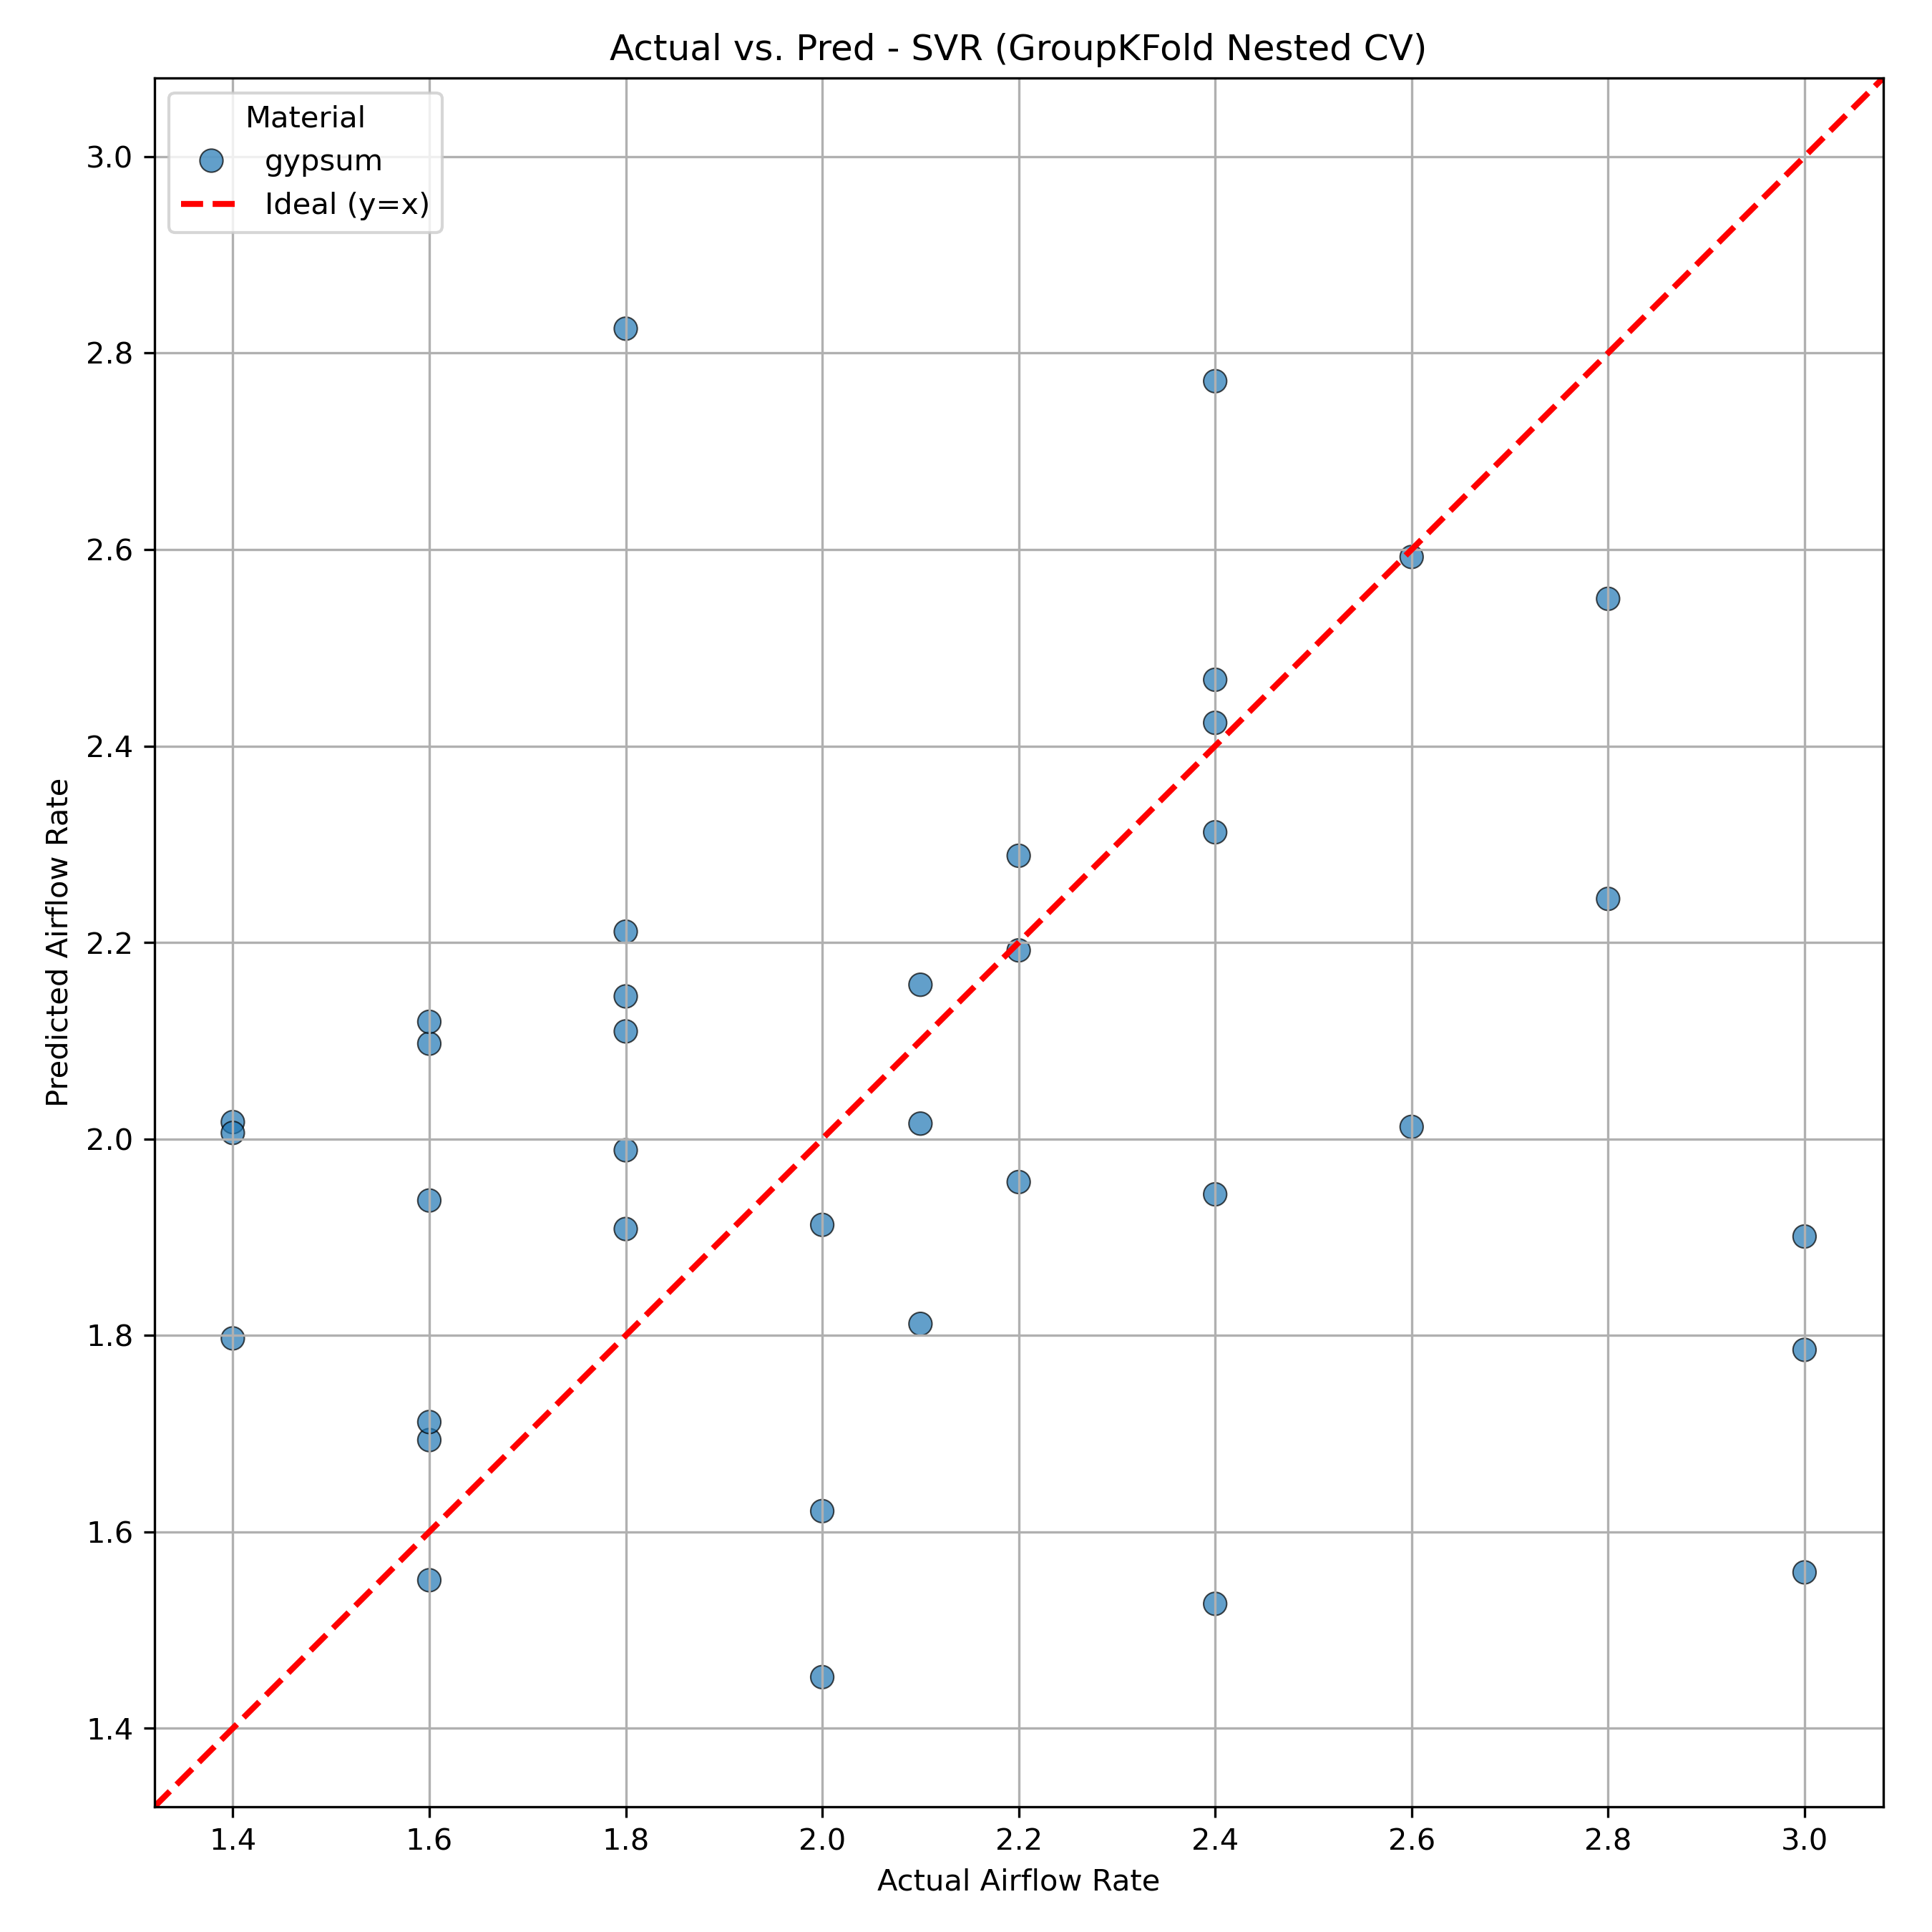 Actual vs. Pred - SVR (GroupKFold Nested CV)
Material
gypsum
Ideal (y=x)
Predicted Airflow Rate
3.0
2.8
2.6
2.4
2.2
2.0
1.8
1.6
1.4
1.4 1.6 1.8 2.0 2.2 2.4 2.6 2.8 3.0
Actual Airflow Rate